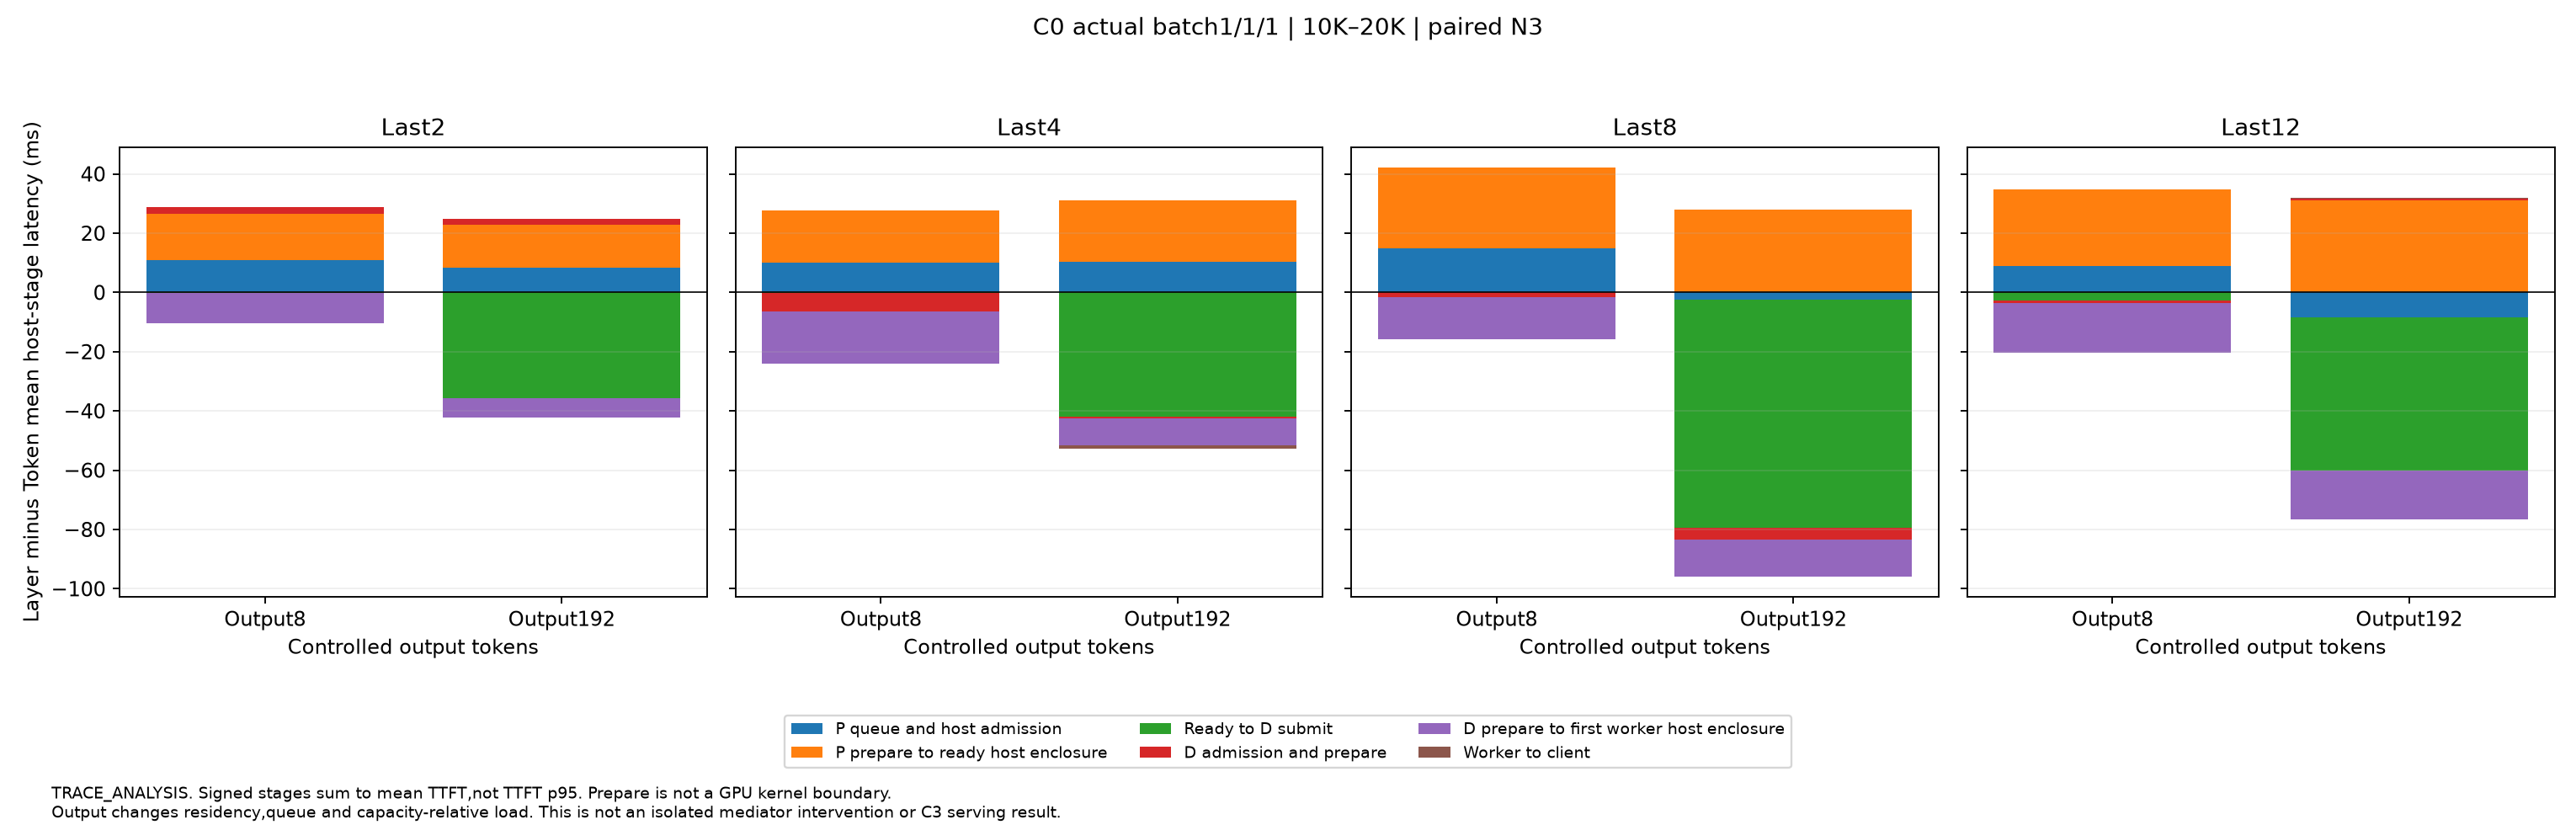 C0 actual batch1/1/1 | 10K–20K | paired N3
Last2
Last4
Last8
Last12
Layer minus Token mean host-stage latency (ms)
40
20
0
−20
−40
−60
−80
−100
Output8
Output192
Output8
Output192
Output8
Output192
Output8
Output192
Controlled output tokens
Controlled output tokens
Controlled output tokens
Controlled output tokens
P queue and host admission
P prepare to ready host enclosure
Ready to D submit
D admission and prepare
D prepare to first worker host enclosure
Worker to client
TRACE_ANALYSIS. Signed stages sum to mean TTFT,not TTFT p95. Prepare is not a GPU kernel boundary.
Output changes residency,queue and capacity-relative load. This is not an isolated mediator intervention or C3 serving result.